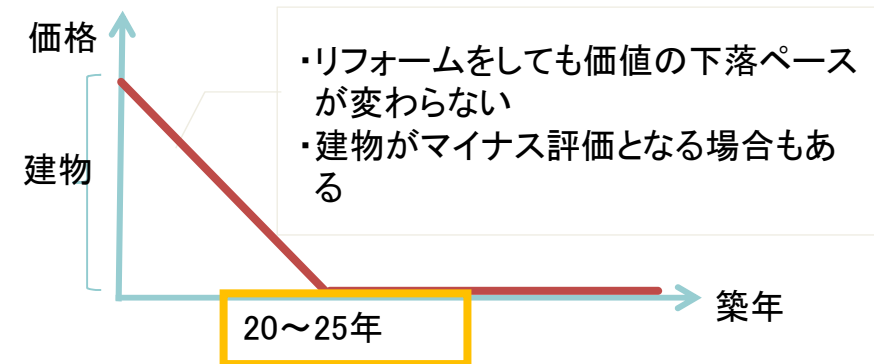 価格
・リフォームをしても価値の下落ペース
が変わらない
・建物がマイナス評価となる場合もあ
る
建物
築年
20～25年